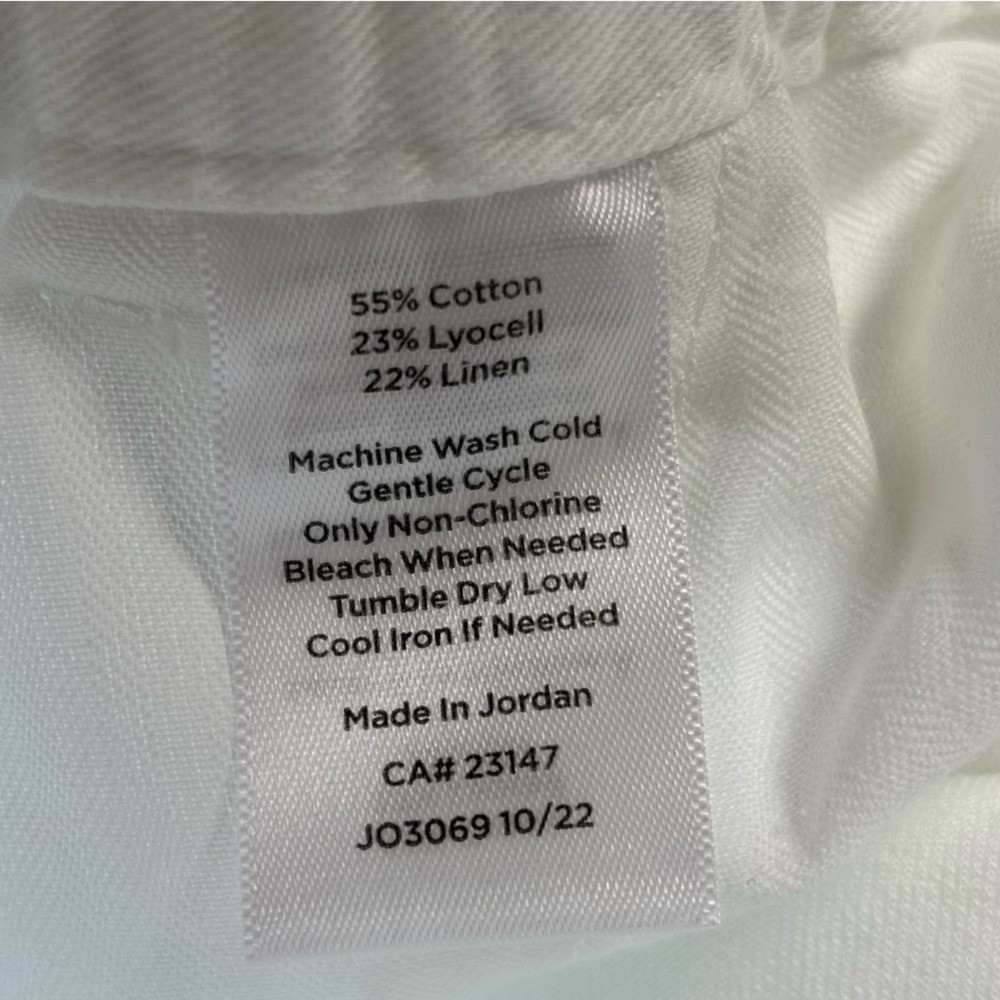 55% Cotton
23% Lyocell
22% Linen
Machine Wash Cold
Gentle Cycle
Only Non-Chlorine
Bleach When Needed
Tumble Dry Low
Cool Iron If Needed
Made In Jordan
CA# 23147
JO3069 10/22